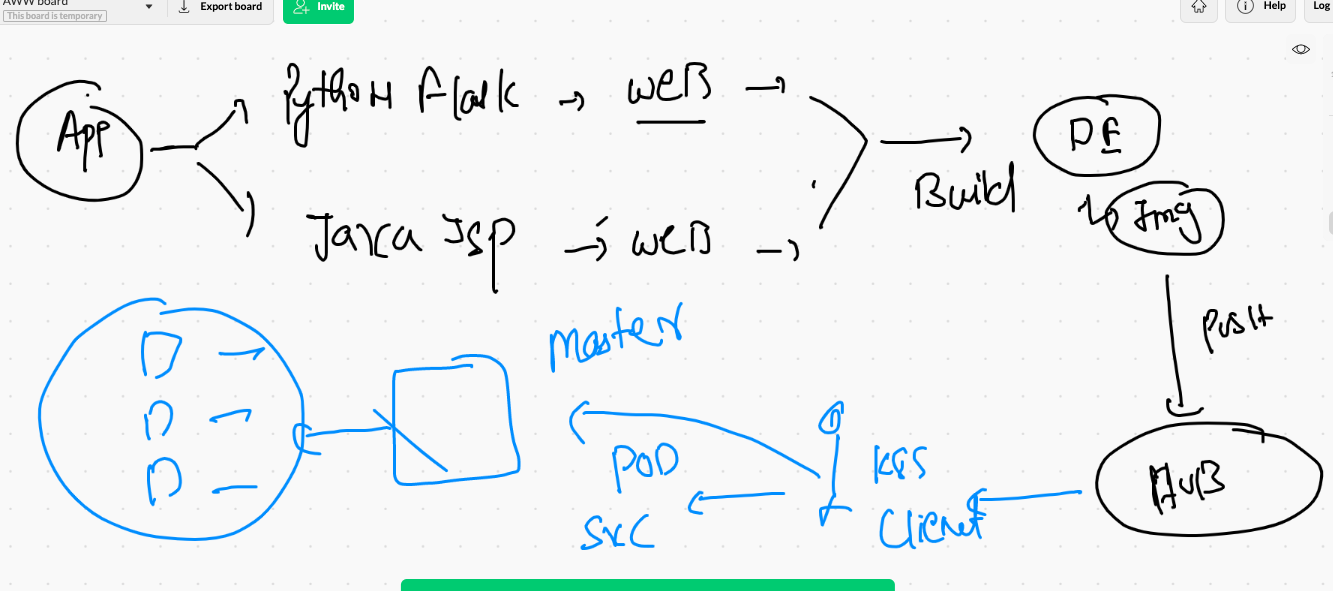 AWW board
This board is temporary
Export board
Invite
Help
Log
App
Python Flask → WEB →
Build
DF
to Img
Java JSP → WEB →
PUSH
Master
POD
SVC
K8S
Client
HUB
D →
D →
D –